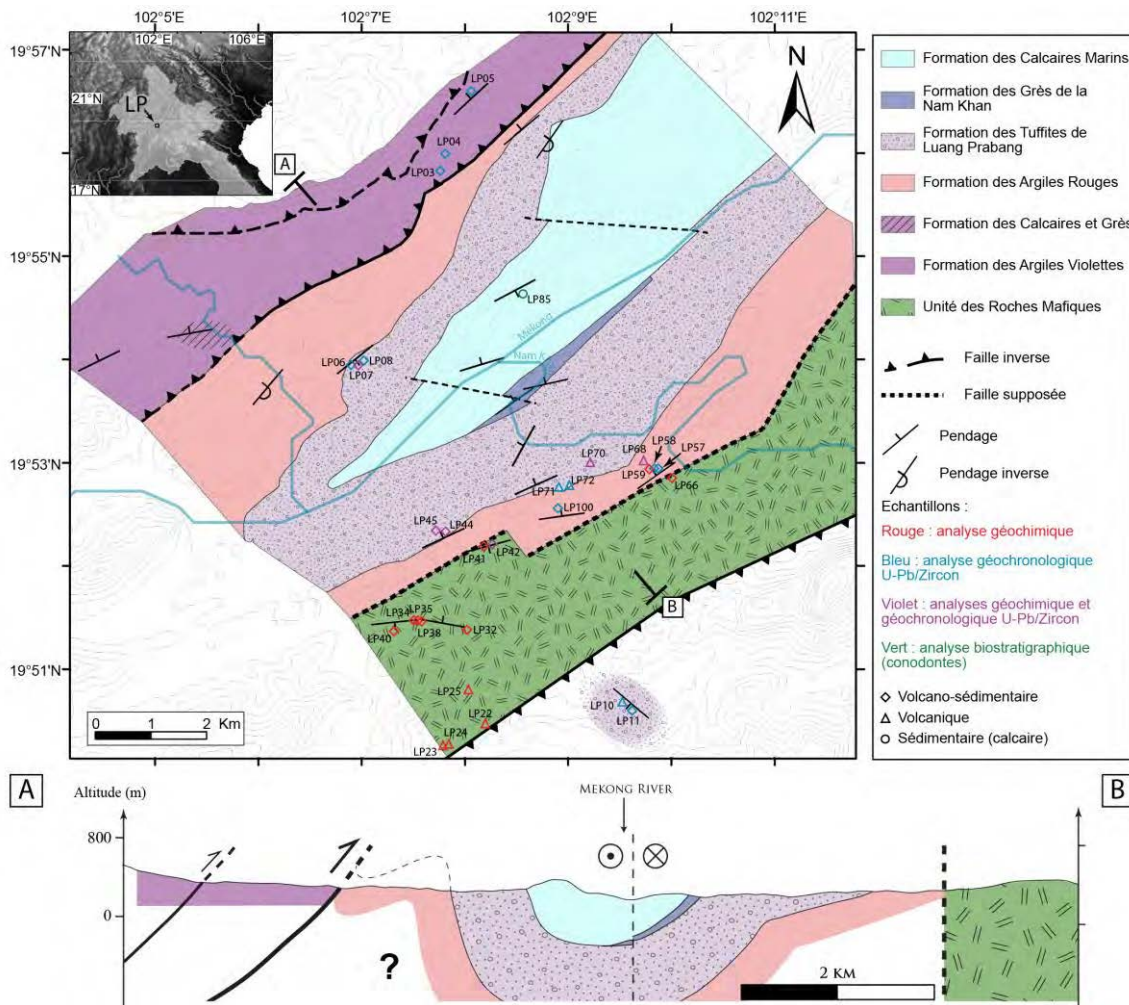 102°5'E
102°7'E
102°9'E
102°11'E
19°57'N
19°55'N
19°53'N
19°51'N
102°E
106°E
21°N
17°N
LP
A
N
LP05
LP04
LP03
LP85
Mékong
Nam K
LP06
LP08
LP07
LP58
LP57
LP68
LP70
LP59
LP66
LP72
LP71
LP100
LP45
LP44
LP42
LP41
LP35
LP34
LP38
LP40
LP32
B
LP25
LP22
LP24
LP23
LP10
LP11
0 1 2 Km
Formation des Calcaires Marins
Formation des Grès de la
Nam Khan
Formation des Tuffites de
Luang Prabang
Formation des Argiles Rouges
Formation des Calcaires et Grès
Formation des Argiles Violettes
Unité des Roches Mafiques
Faille inverse
Faille supposée
Pendage
Pendage inverse
Echantillons :
Rouge : analyse géochimique
Bleu : analyse géochronologique
U-Pb/Zircon
Violet : analyses géochimique et
géochronologique U-Pb/Zircon
Vert : analyse biostratigraphique
(conodontes)
Volcano-sédimentaire
Volcanique
Sédimentaire (calcaire)
A
Altitude (m)
MEKONG RIVER
B
800
0
?
2 KM